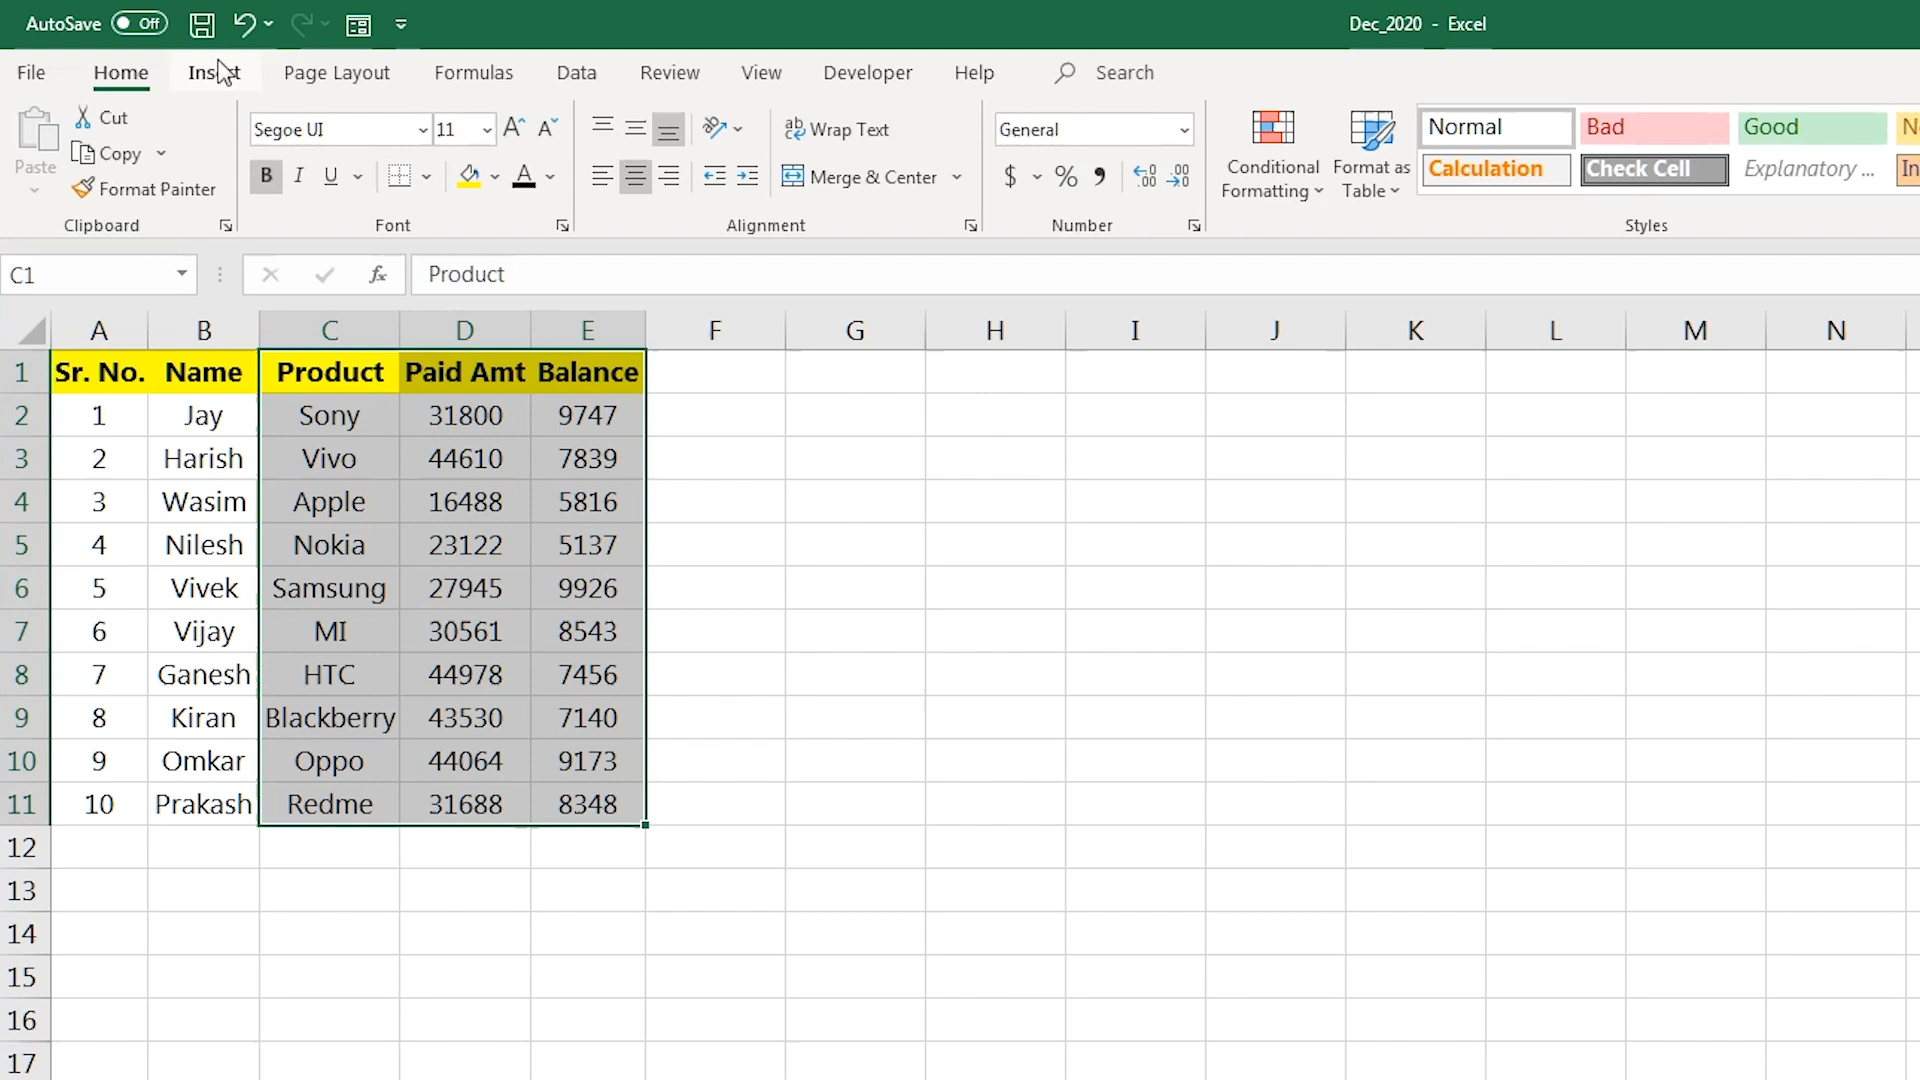 AutoSave Off Dec_2020 - Excel
File Home Insert Page Layout Formulas Data Review View Developer Help Search
Paste
Cut
Copy
Format Painter
Clipboard
Segoe UI 11
B I U A
Font
ab Wrap Text
Merge & Center
Alignment
General
$ % 9 .00 .00
Number
Conditional Formatting
Format as Table
Normal Bad Good
Calculation Check Cell Explanatory ...
Styles
C1 fx Product
A B C D E F G H I J K L M N
1 Sr. No. Name Product Paid Amt Balance
2 1 Jay Sony 31800 9747
3 2 Harish Vivo 44610 7839
4 3 Wasim Apple 16488 5816
5 4 Nilesh Nokia 23122 5137
6 5 Vivek Samsung 27945 9926
7 6 Vijay MI 30561 8543
8 7 Ganesh HTC 44978 7456
9 8 Kiran Blackberry 43530 7140
10 9 Omkar Oppo 44064 9173
11 10 Prakash Redme 31688 8348
12
13
14
15
16
17